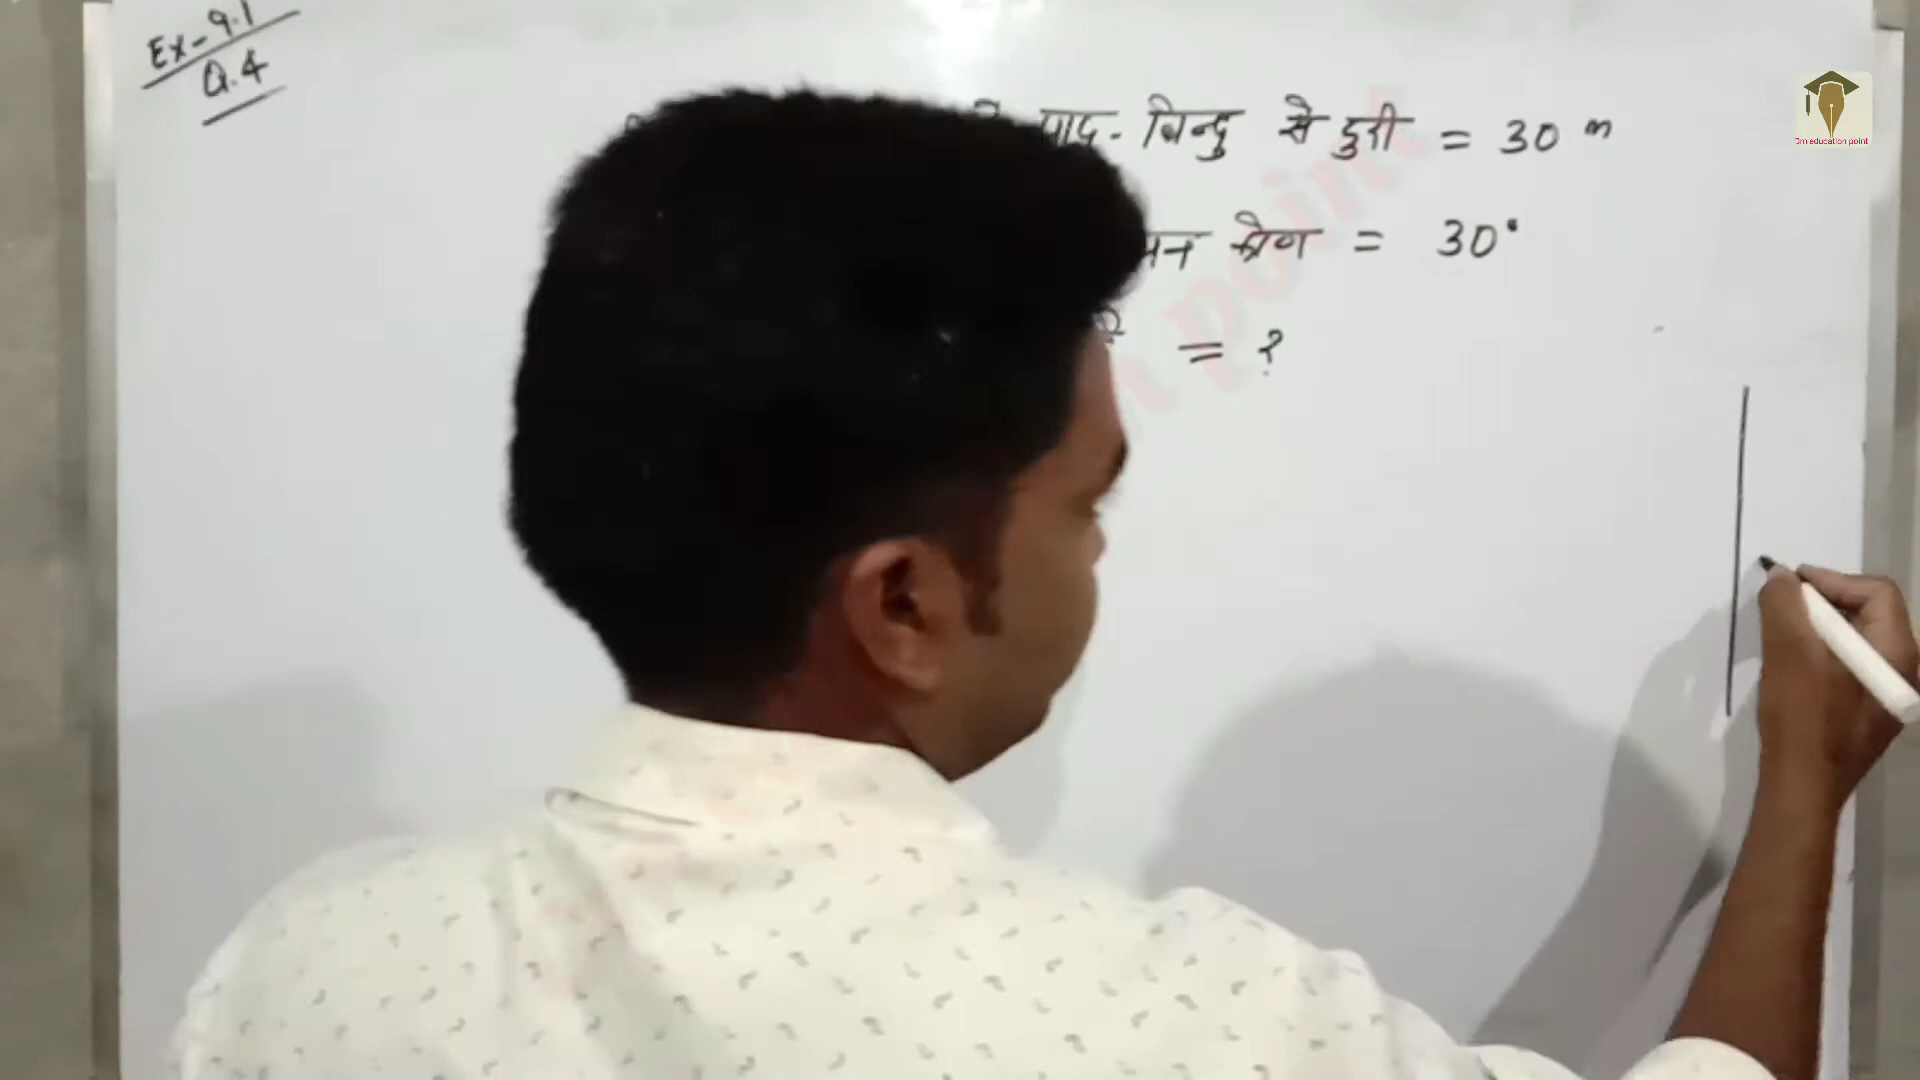 Ex-9.1
Q.4
पाद-बिन्दु से दुरी = 30 m
कोण = 30°
= ?
Om education point